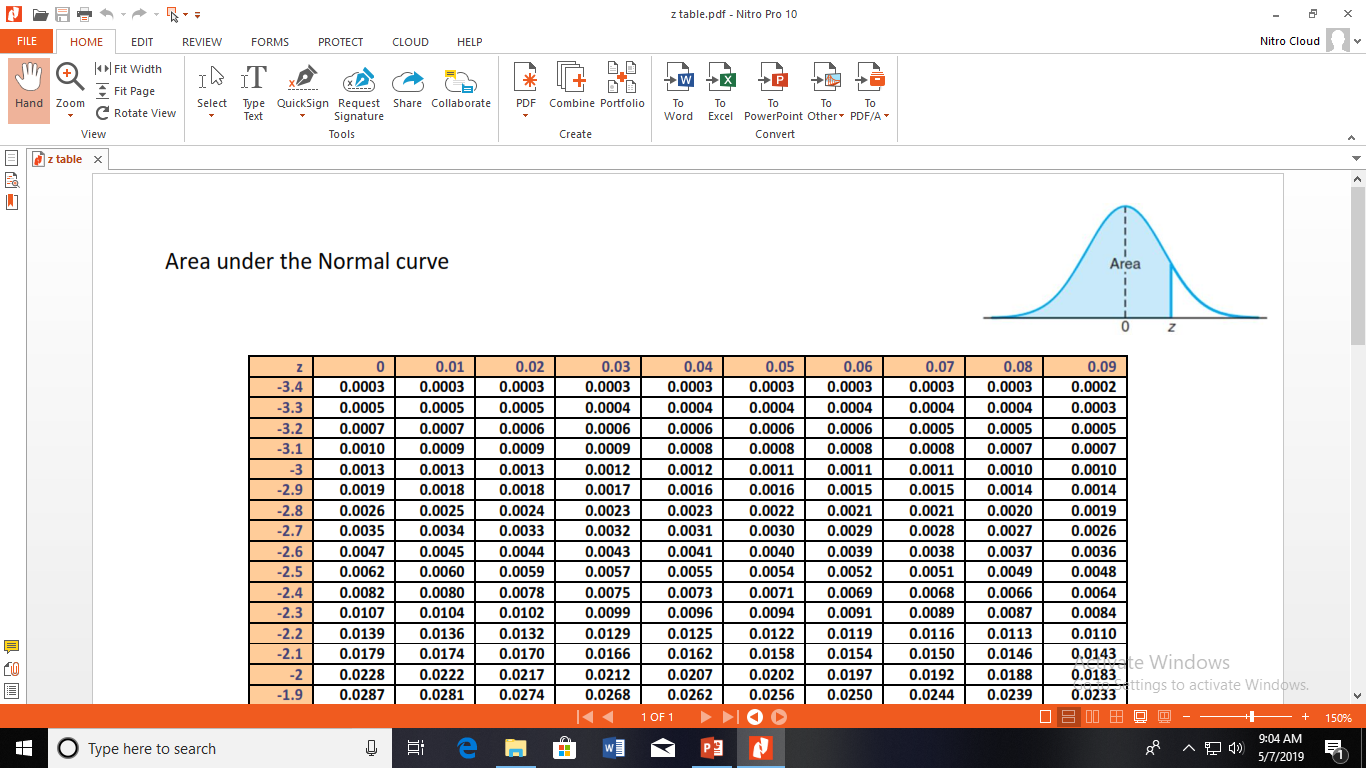 z table.pdf - Nitro Pro 10
FILE HOME EDIT REVIEW FORMS PROTECT CLOUD HELP Nitro Cloud
Hand Zoom Fit Width Fit Page Rotate View
View
Select Type Text QuickSign Request Signature Share Collaborate
Tools
PDF Combine Portfolio
Create
To Word To Excel To PowerPoint To Other To PDF/A
Convert
z table
Area under the Normal curve
Area
0 z
z 0 0.01 0.02 0.03 0.04 0.05 0.06 0.07 0.08 0.09
-3.4 0.0003 0.0003 0.0003 0.0003 0.0003 0.0003 0.0003 0.0003 0.0003 0.0002
-3.3 0.0005 0.0005 0.0005 0.0004 0.0004 0.0004 0.0004 0.0004 0.0004 0.0003
-3.2 0.0007 0.0007 0.0006 0.0006 0.0006 0.0006 0.0006 0.0005 0.0005 0.0005
-3.1 0.0010 0.0009 0.0009 0.0009 0.0008 0.0008 0.0008 0.0008 0.0007 0.0007
-3 0.0013 0.0013 0.0013 0.0012 0.0012 0.0011 0.0011 0.0011 0.0010 0.0010
-2.9 0.0019 0.0018 0.0018 0.0017 0.0016 0.0016 0.0015 0.0015 0.0014 0.0014
-2.8 0.0026 0.0025 0.0024 0.0023 0.0023 0.0022 0.0021 0.0021 0.0020 0.0019
-2.7 0.0035 0.0034 0.0033 0.0032 0.0031 0.0030 0.0029 0.0028 0.0027 0.0026
-2.6 0.0047 0.0045 0.0044 0.0043 0.0041 0.0040 0.0039 0.0038 0.0037 0.0036
-2.5 0.0062 0.0060 0.0059 0.0057 0.0055 0.0054 0.0052 0.0051 0.0049 0.0048
-2.4 0.0082 0.0080 0.0078 0.0075 0.0073 0.0071 0.0069 0.0068 0.0066 0.0064
-2.3 0.0107 0.0104 0.0102 0.0099 0.0096 0.0094 0.0091 0.0089 0.0087 0.0084
-2.2 0.0139 0.0136 0.0132 0.0129 0.0125 0.0122 0.0119 0.0116 0.0113 0.0110
-2.1 0.0179 0.0174 0.0170 0.0166 0.0162 0.0158 0.0154 0.0150 0.0146 0.0143
-2 0.0228 0.0222 0.0217 0.0212 0.0207 0.0202 0.0197 0.0192 0.0188 0.0183
-1.9 0.0287 0.0281 0.0274 0.0268 0.0262 0.0256 0.0250 0.0244 0.0239 0.0233
Activate Windows
Go to Settings to activate Windows.
1 OF 1 150%
Type here to search
9:04 AM
5/7/2019
1